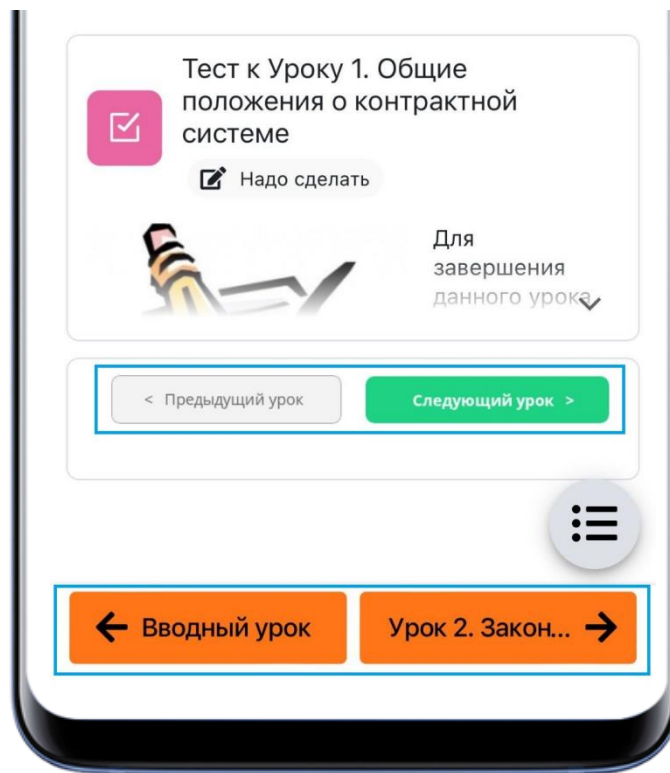 Тест к Уроку 1. Общие
положения о контрактной
системе
Надо сделать
Для
завершения
данного урока
< Предыдущий урок
Следующий урок >
Вводный урок
Урок 2. Закон...